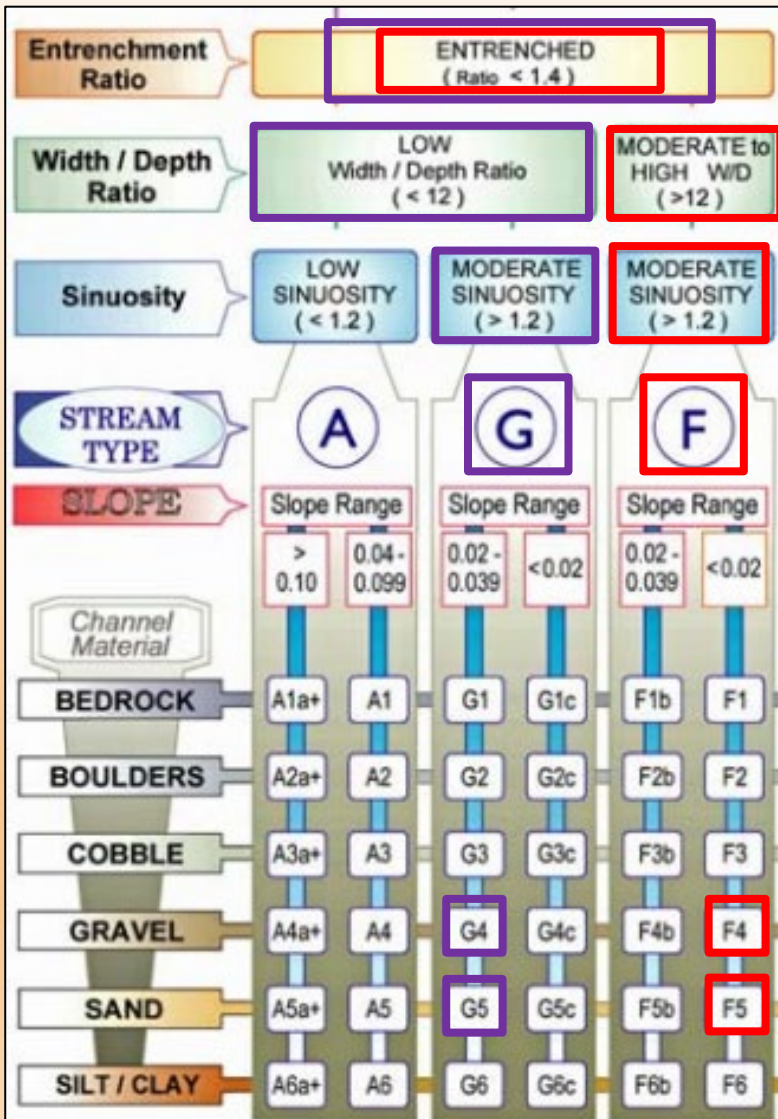 Entrenchment
Ratio
ENTRENCHED
( Ratio < 1.4 )
Width / Depth
Ratio
LOW
Width / Depth Ratio
( < 12 )
MODERATE to
HIGH W/D
( >12 )
Sinuosity
LOW
SINUOSITY
( < 1.2 )
MODERATE
SINUOSITY
( > 1.2 )
MODERATE
SINUOSITY
( > 1.2 )
STREAM
TYPE
A
G
F
SLOPE
Slope Range
Slope Range
Slope Range
>
0.10
0.04 -
0.099
0.02 -
0.039
<0.02
0.02 -
0.039
<0.02
Channel
Material
BEDROCK A1a+ A1 G1 G1c F1b F1
BOULDERS A2a+ A2 G2 G2c F2b F2
COBBLE A3a+ A3 G3 G3c F3b F3
GRAVEL A4a+ A4 G4 G4c F4b F4
SAND A5a+ A5 G5 G5c F5b F5
SILT / CLAY A6a+ A6 G6 G6c F6b F6